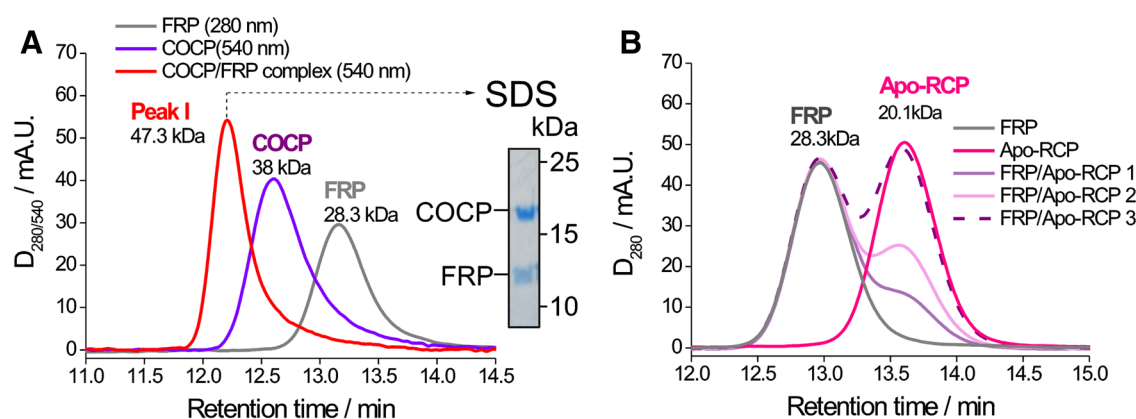 A
FRP (280 nm)
COCP(540 nm)
COCP/FRP complex (540 nm)
D280/540 / mA.U.
70
60
50
40
30
20
10
0
Peak I
47.3 kDa
COCP
38 kDa
FRP
28.3 kDa
11.0 11.5 12.0 12.5 13.0 13.5 14.0 14.5
Retention time / min
SDS
kDa
25
COCP
15
FRP
10
B
D280 / mA.U.
70
60
50
40
30
20
10
0
FRP
28.3kDa
Apo-RCP
20.1kDa
FRP
Apo-RCP
FRP/Apo-RCP 1
FRP/Apo-RCP 2
FRP/Apo-RCP 3
12.0 12.5 13.0 13.5 14.0 14.5 15.0
Retention time / min